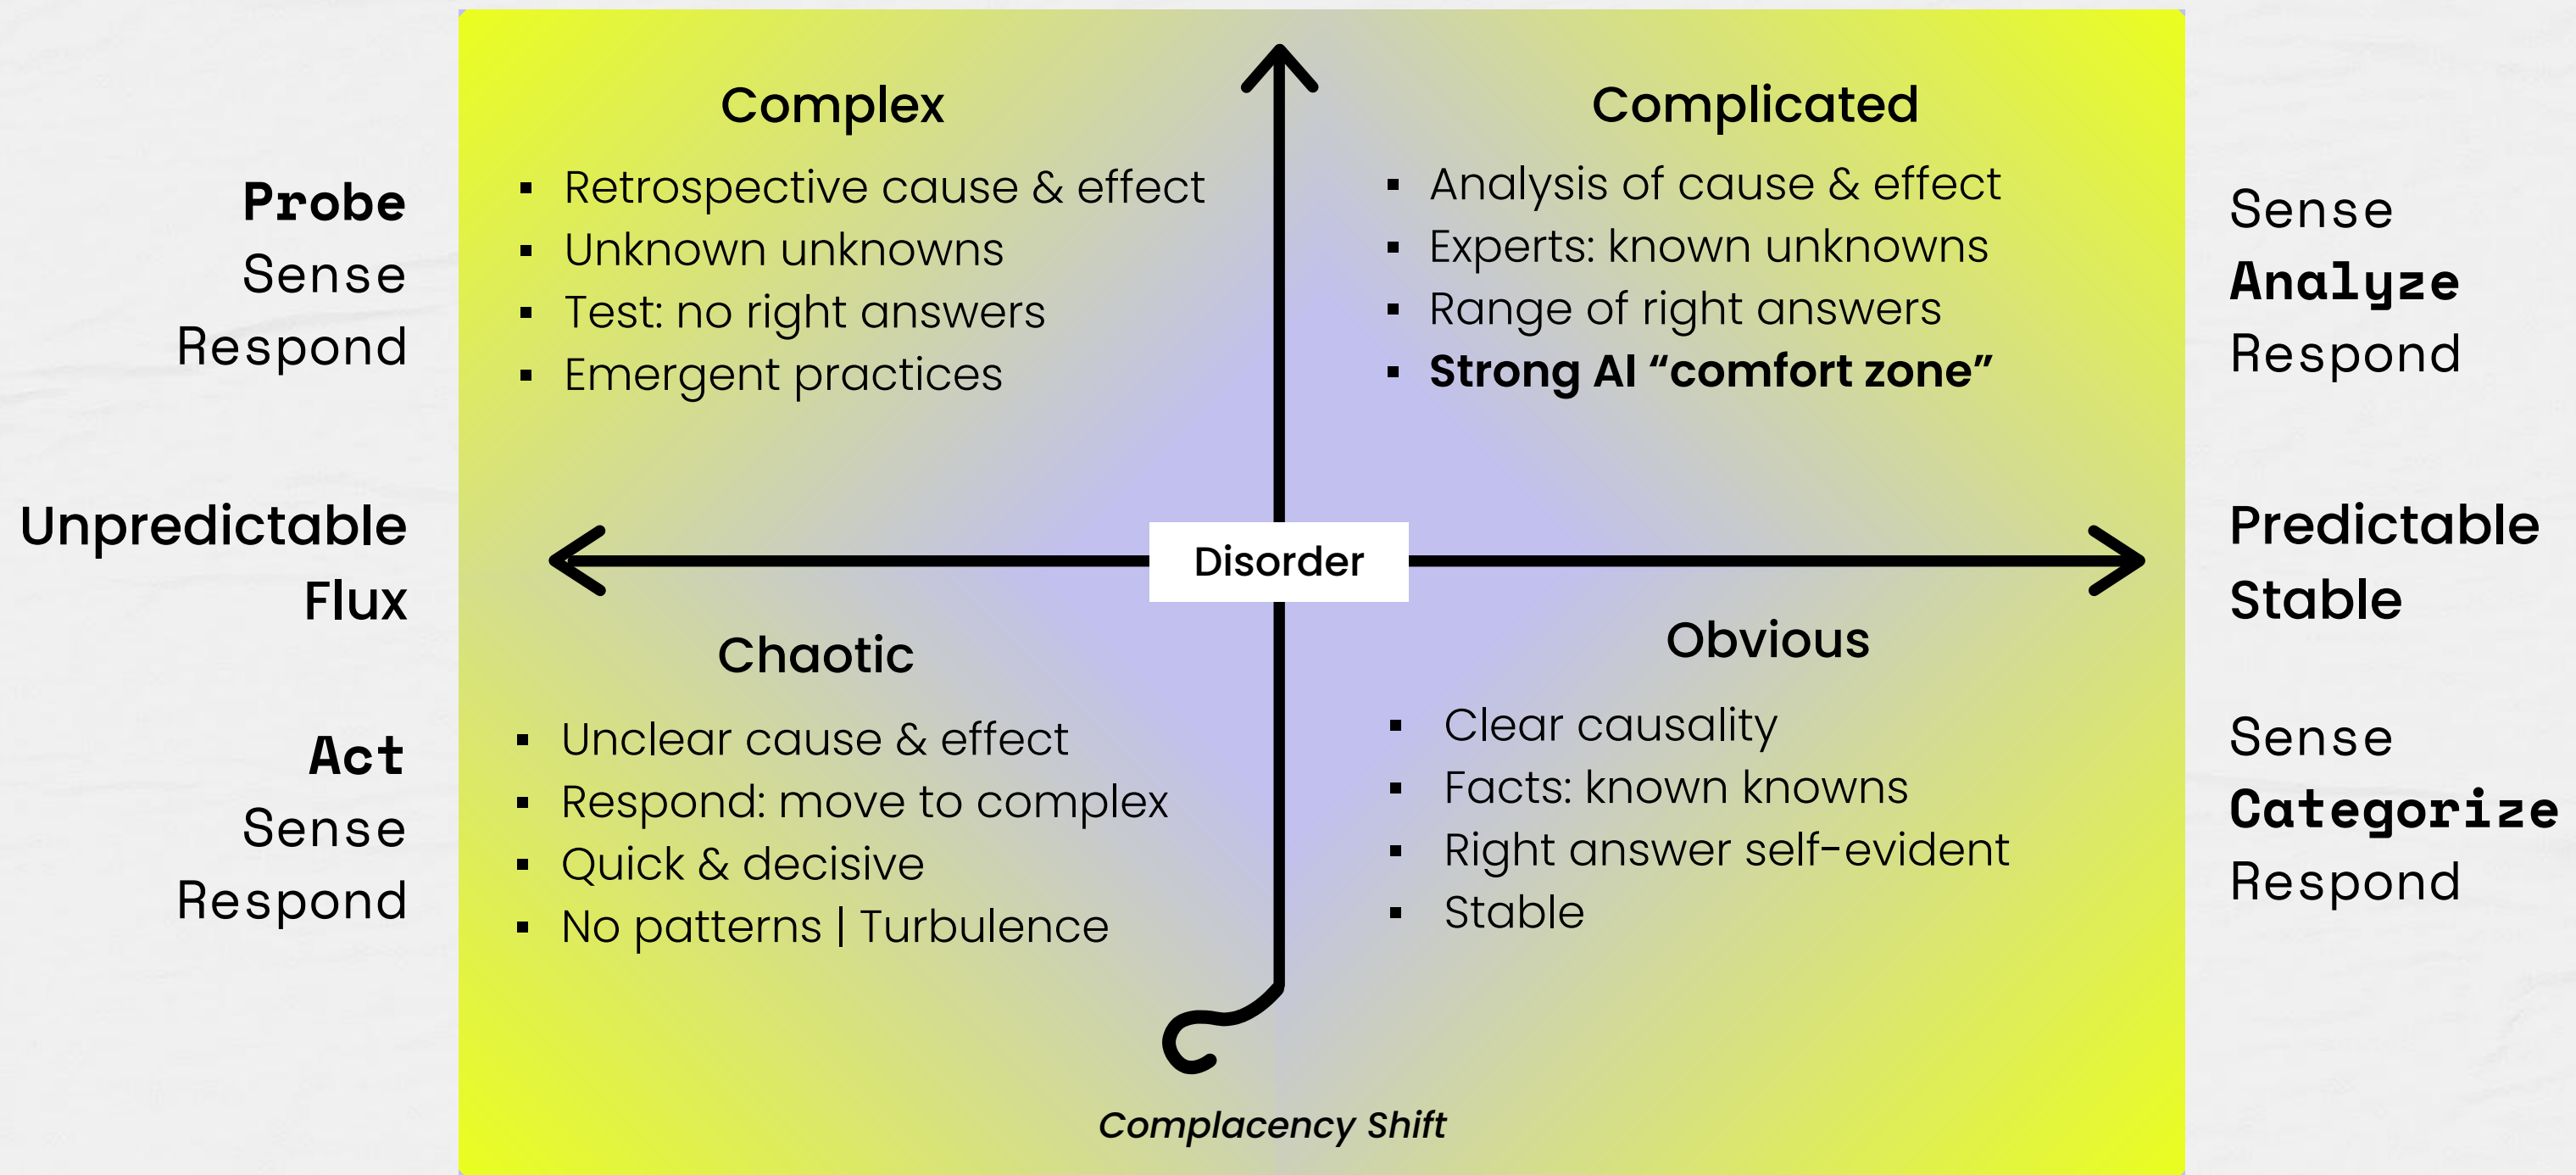 Complex
▪ Retrospective cause & effect
▪ Unknown unknowns
▪ Test: no right answers
▪ Emergent practices
Complicated
▪ Analysis of cause & effect
▪ Experts: known unknowns
▪ Range of right answers
▪ Strong AI “comfort zone”
Probe
Sense
Respond
Sense
Analyze
Respond
Unpredictable
Flux
Disorder
Predictable
Stable
Chaotic
▪ Unclear cause & effect
▪ Respond: move to complex
▪ Quick & decisive
▪ No patterns | Turbulence
Obvious
▪ Clear causality
▪ Facts: known knowns
▪ Right answer self-evident
▪ Stable
Act
Sense
Respond
Sense
Categorize
Respond
Complacency Shift